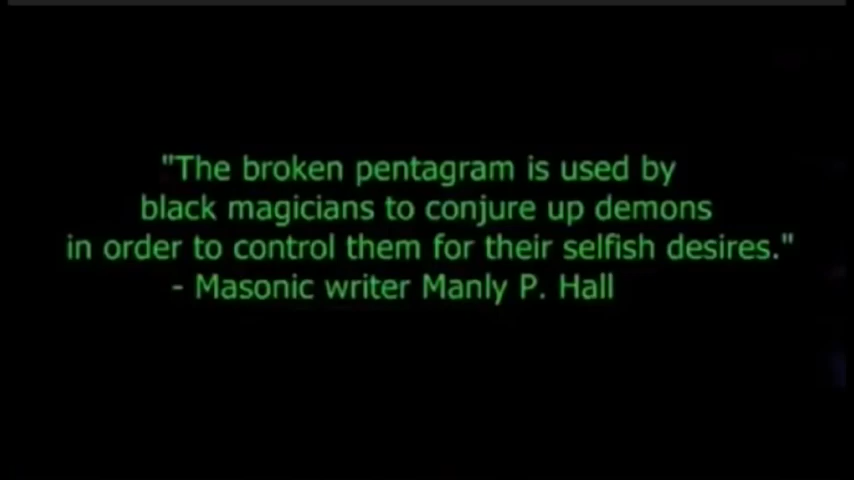 "The broken pentagram is used by
black magicians to conjure up demons
in order to control them for their selfish desires."
- Masonic writer Manly P. Hall